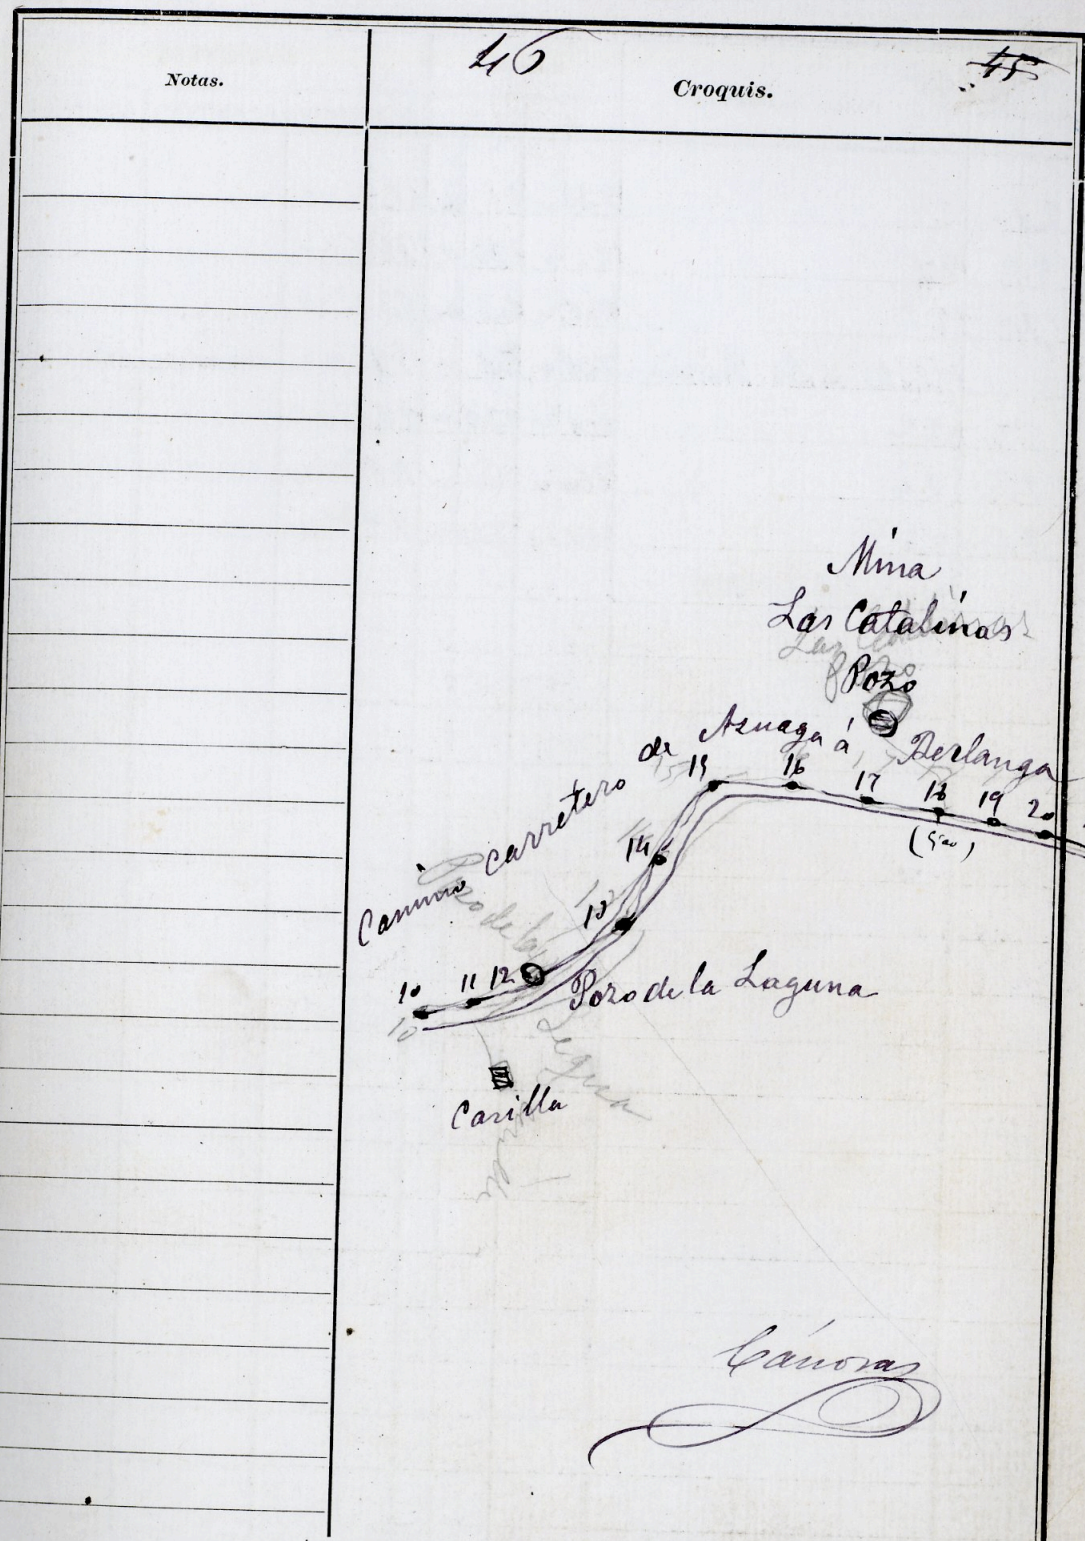 Notas.
46
Croquis.
45
Mina
Las Catalinas
Pozo
Camino carretero de Azuaga á Berlanga
15
16
17
18
19
20
14
13
10
11
12
Pozo de la Laguna
10
Casilla
Cánovas